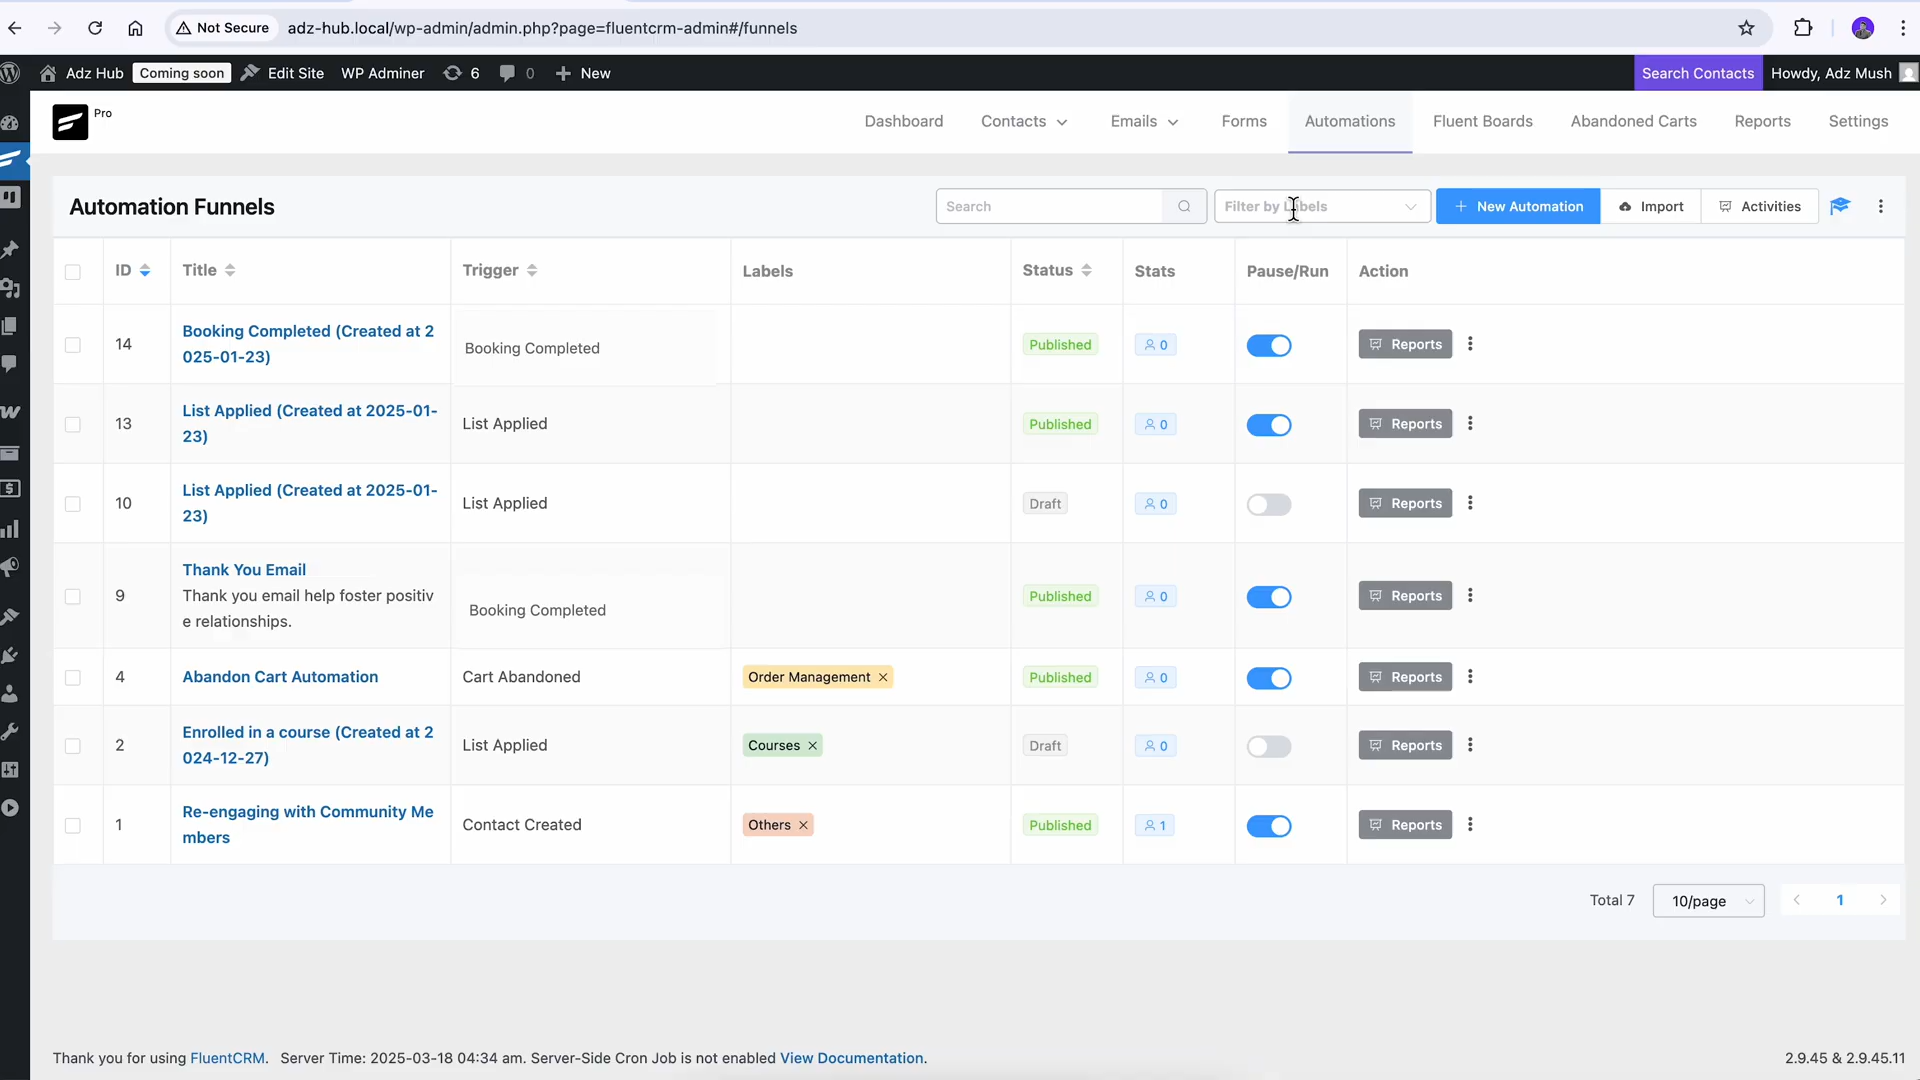 Not Secure adz-hub.local/wp-admin/admin.php?page=fluentcrm-admin#/funnels
Adz Hub Coming soon Edit Site WP Adminer 6 0 New Search Contacts Howdy, Adz Mush
Pro Dashboard Contacts Emails Forms Automations Fluent Boards Abandoned Carts Reports Settings
Automation Funnels Search Filter by Labels New Automation Import Activities
ID Title Trigger Labels Status Stats Pause/Run Action
Booking Completed (Created at 2
14 Booking Completed Published 0 Reports
025-01-23)
List Applied (Created at 2025-01-
13 List Applied Published 0 Reports
23)
List Applied (Created at 2025-01-
10 List Applied Draft 0 Reports
23)
Thank You Email
9 Thank you email help foster positiv Published 0 Reports
Booking Completed
e relationships.
4 Abandon Cart Automation Cart Abandoned Order Management Published 0 Reports
Enrolled in a course (Created at 2
2 List Applied Courses Draft 0 Reports
024-12-27)
Re-engaging with Community Me
1 Contact Created Others Published 1 Reports
mbers
Total 7 10/page 1
Thank you for using FluentCRM. Server Time: 2025-03-18 04:34 am. Server-Side Cron Job is not enabled View Documentation. 2.9.45 & 2.9.45.11